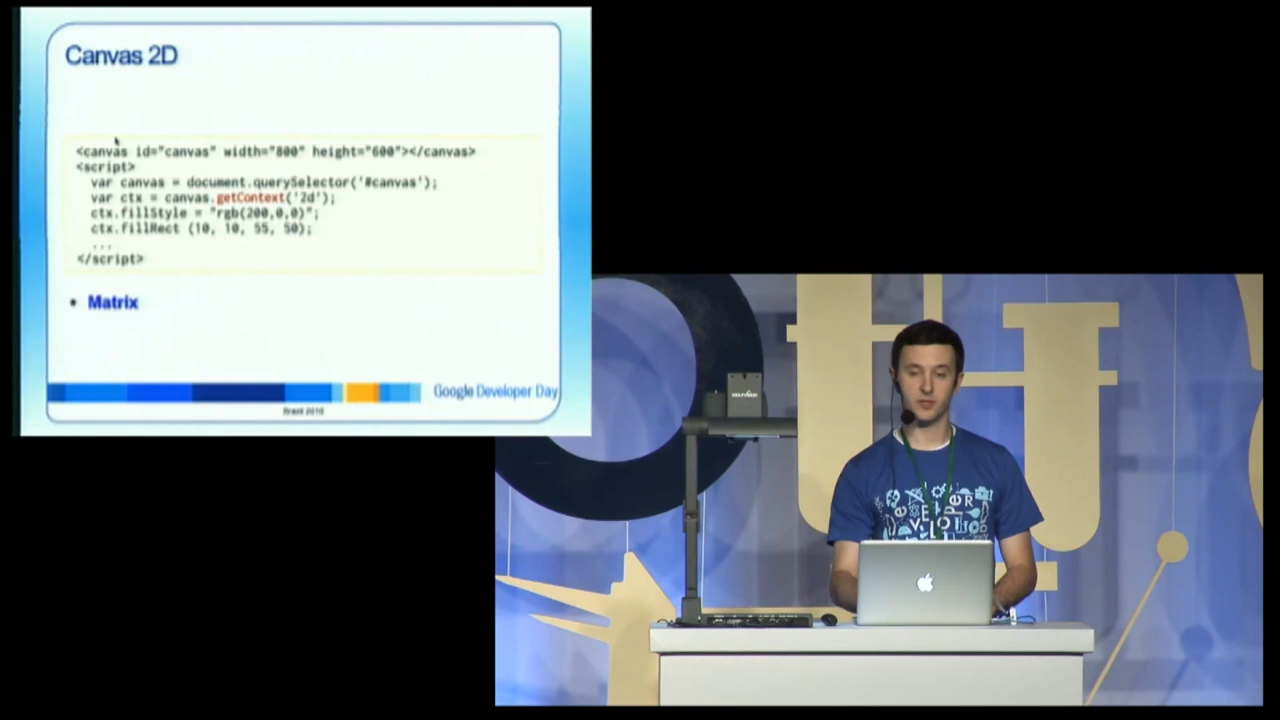 Canvas 2D
<canvas id="canvas" width="800" height="600"></canvas>
<script>
var canvas = document.querySelector('#canvas');
var ctx = canvas.getContext('2d');
ctx.fillStyle = "rgb(200,0,0)";
ctx.fillRect (10, 10, 55, 50);
...
</script>
• Matrix
Google Developer Day
Brazil 2010